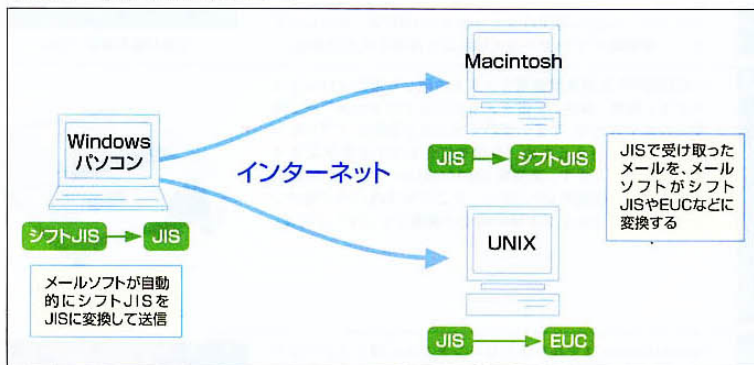 Windows
パソコン
シフトJIS
JIS
メールソフトが自動
的にシフトJISを
JISに変換して送信
インターネット
Macintosh
JIS
シフトJIS
JISで受け取った
メールを、メール
ソフトがシフト
JISやEUCなどに
変換する
UNIX
JIS
EUC